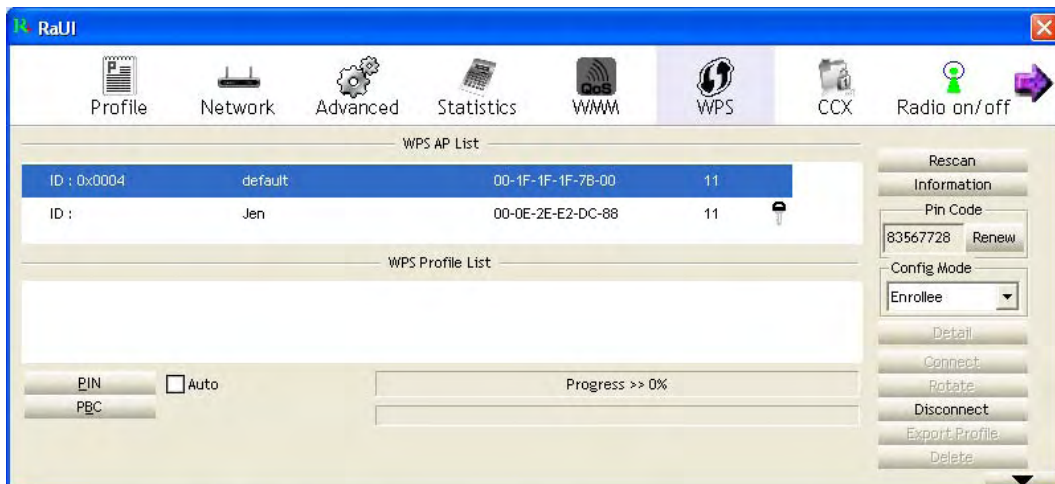 RaUI
Profile Network Advanced Statistics QoS WMM WPS CCX Radio on/off
WPS AP List
ID : 0x0004 default 00-1F-1F-1F-7B-00 11
ID : Jen 00-0E-2E-E2-DC-88 11
WPS Profile List
PIN Auto Progress >> 0%
PBC
Rescan
Information
Pin Code
83567728 Renew
Config Mode
Enrollee
Detail
Connect
Rotate
Disconnect
Export Profile
Delete